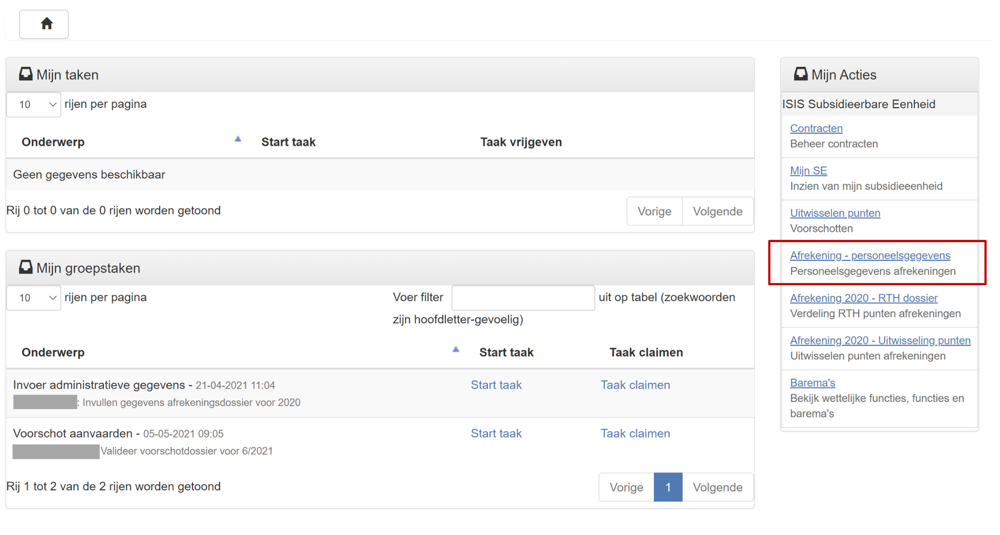 Mijn taken
10 rijen per pagina
Onderwerp Start taak Taak vrijgeven
Geen gegevens beschikbaar
Rij 0 tot 0 van de 0 rijen worden getoond Vorige Volgende
Mijn groepstaken
10 rijen per pagina Voer filter uit op tabel (zoekwoorden
zijn hoofdletter-gevoelig)
Onderwerp Start taak Taak claimen
Invoer administratieve gegevens - 21-04-2021 11:04 Start taak Taak claimen
: Invullen gegevens afrekeningsdossier voor 2020
Voorschot aanvaarden - 05-05-2021 09:05 Start taak Taak claimen
Valideer voorschotdossier voor 6/2021
Rij 1 tot 2 van de 2 rijen worden getoond Vorige 1 Volgende
Mijn Acties
ISIS Subsidieerbare Eenheid
Contracten
Beheer contracten
Mijn SE
Inzien van mijn subsidieeenheid
Uitwisselen punten
Voorschotten
Afrekening - personeelsgegevens
Personeelsgegevens afrekeningen
Afrekening 2020 - RTH dossier
Verdeling RTH punten afrekeningen
Afrekening 2020 - Uitwisseling punten
Uitwisselen punten afrekeningen
Barema's
Bekijk wettelijke functies, functies en
barema's